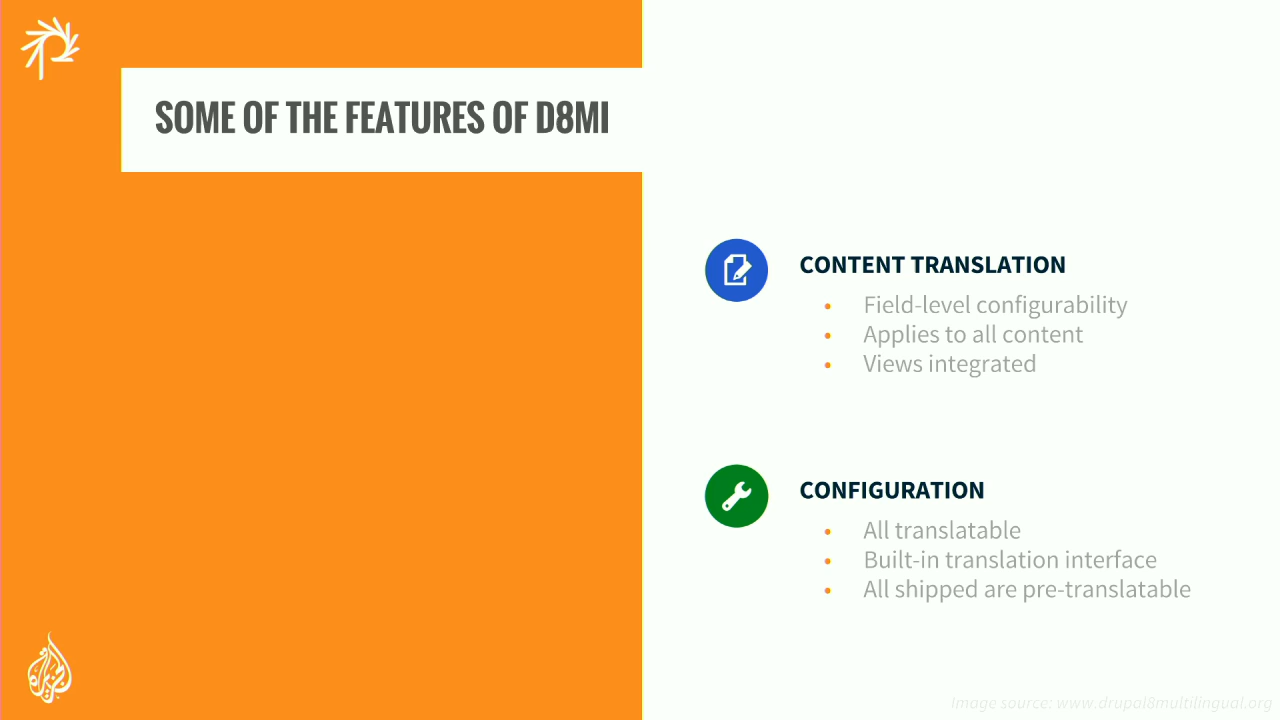 SOME OF THE FEATURES OF D8MI
CONTENT TRANSLATION
• Field-level configurability
• Applies to all content
• Views integrated
CONFIGURATION
• All translatable
• Built-in translation interface
• All shipped are pre-translatable
Image source: www.drupal8multilingual.org